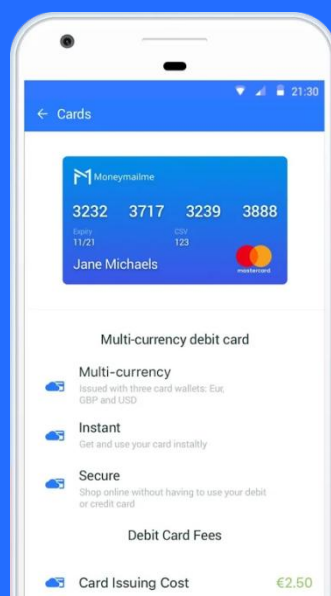 21:30
Cards
Moneymailme
3232 3717 3239 3888
Expiry CSV
11/21 123
Jane Michaels
mastercard
Multi-currency debit card
Multi-currency
Issued with three card wallets: Eur,
GBP and USD
Instant
Get and use your card instaltly
Secure
Shop online without having to use your debit
or credit card
Debit Card Fees
Card Issuing Cost €2.50